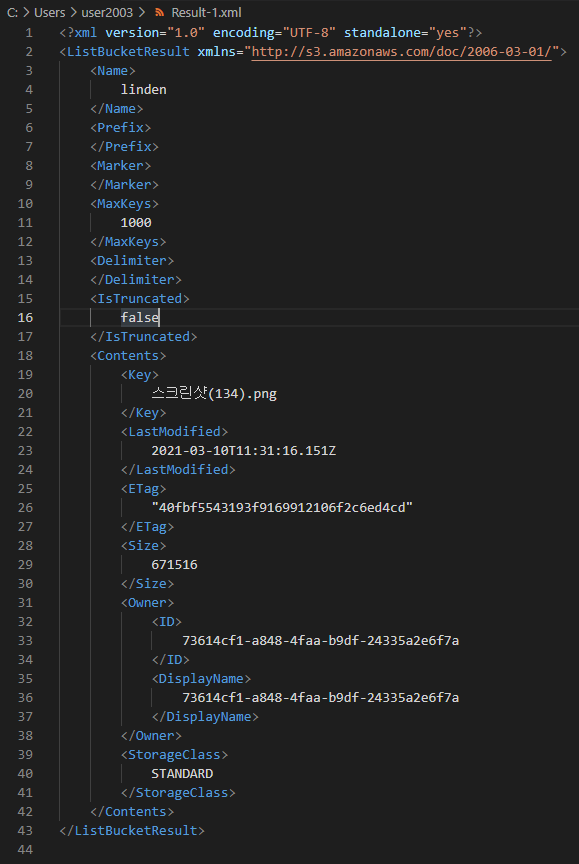 C: > Users > user2003 > Result-1.xml
1 <?xml version="1.0" encoding="UTF-8" standalone="yes"?>
2 <ListBucketResult xmlns="http://s3.amazonaws.com/doc/2006-03-01/">
3 <Name>
4 linden
5 </Name>
6 <Prefix>
7 </Prefix>
8 <Marker>
9 </Marker>
10 <MaxKeys>
11 1000
12 </MaxKeys>
13 <Delimiter>
14 </Delimiter>
15 <IsTruncated>
16 false
17 </IsTruncated>
18 <Contents>
19 <Key>
20 스크린샷(134).png
21 </Key>
22 <LastModified>
23 2021-03-10T11:31:16.151Z
24 </LastModified>
25 <ETag>
26 "40fbf5543193f9169912106f2c6ed4cd"
27 </ETag>
28 <Size>
29 671516
30 </Size>
31 <Owner>
32 <ID>
33 73614cf1-a848-4faa-b9df-24335a2e6f7a
34 </ID>
35 <DisplayName>
36 73614cf1-a848-4faa-b9df-24335a2e6f7a
37 </DisplayName>
38 </Owner>
39 <StorageClass>
40 STANDARD
41 </StorageClass>
42 </Contents>
43 </ListBucketResult>
44